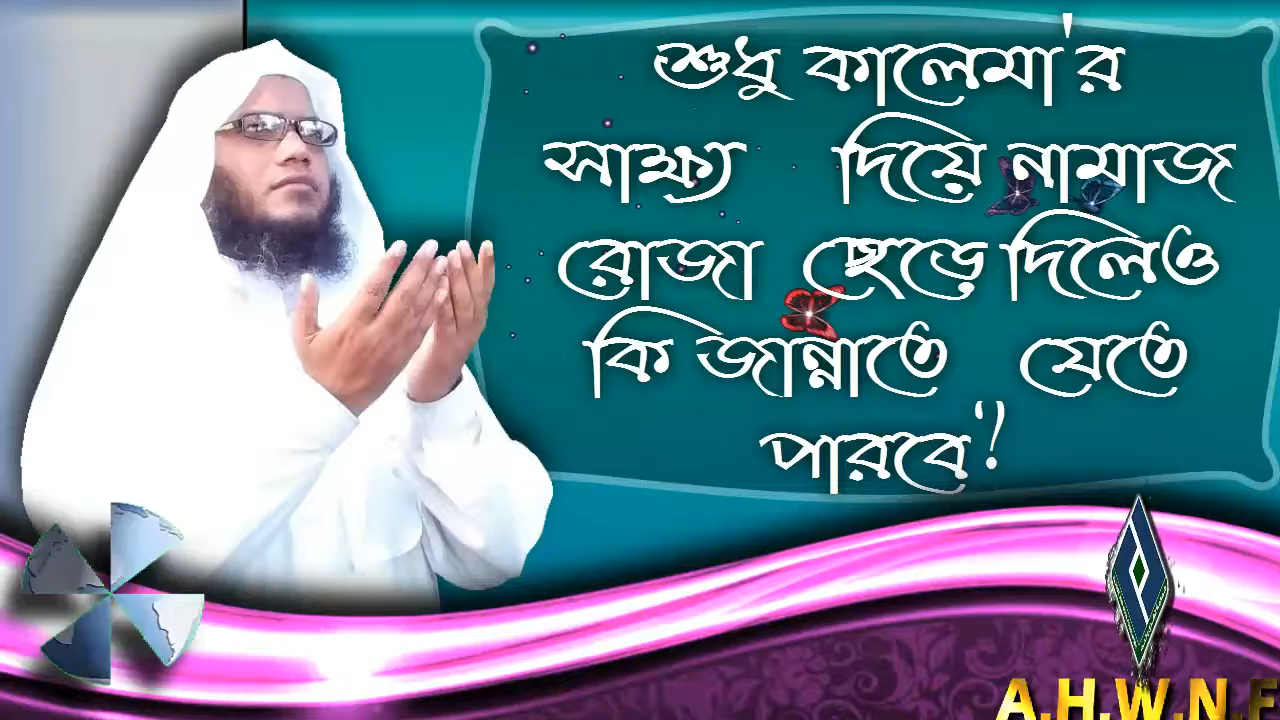 শুধু কালেমা'র
সাক্ষ্য দিয়ে নামাজ
রোজা ছেড়ে দিলেও
কি জান্নাতে যেতে
পারবে?
A.H.W.N.F